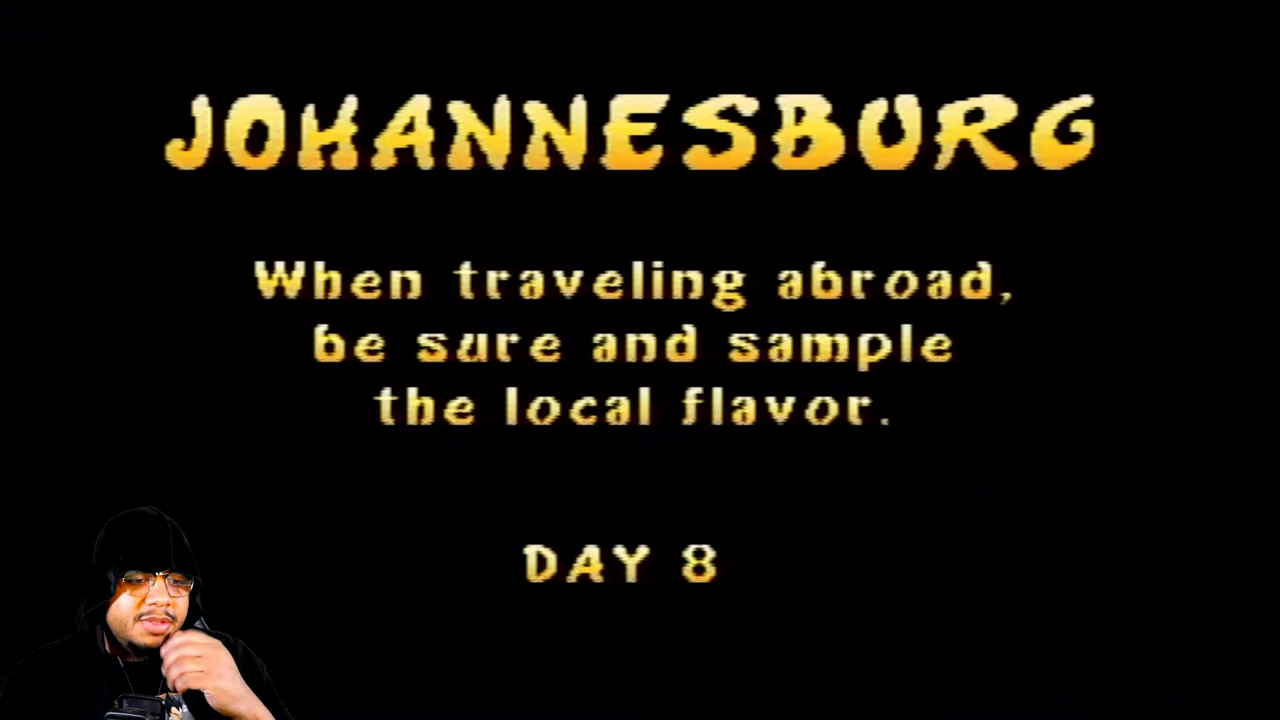 JOHANNESBURG
When traveling abroad,
be sure and sample
the local flavor.
DAY 8